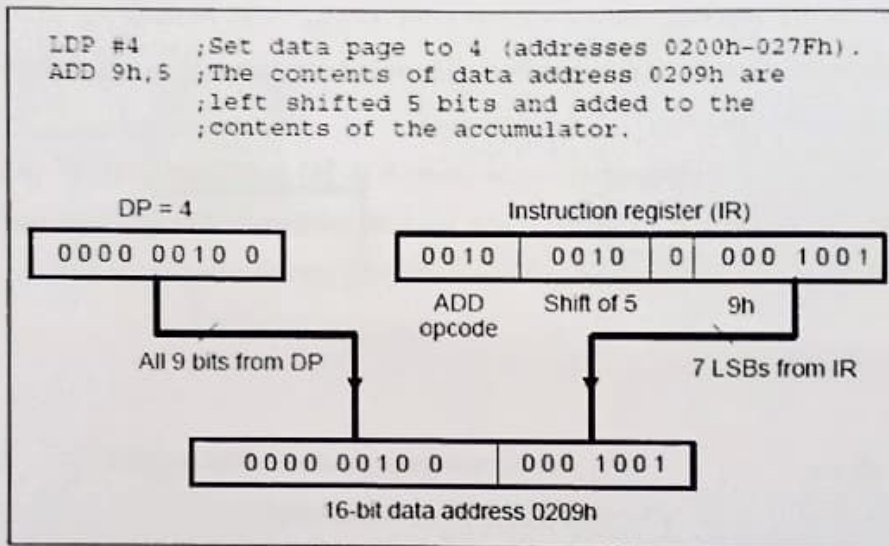 LDP #4 ;Set data page to 4 (addresses 0200h-027Fh).
ADD 9h,5 ;The contents of data address 0209h are
;left shifted 5 bits and added to the
;contents of the accumulator.
DP = 4
Instruction register (IR)
0000 0010 0
0010 0010 0 000 1001
ADD opcode
Shift of 5
9h
All 9 bits from DP
7 LSBs from IR
0000 0010 0 000 1001
16-bit data address 0209h